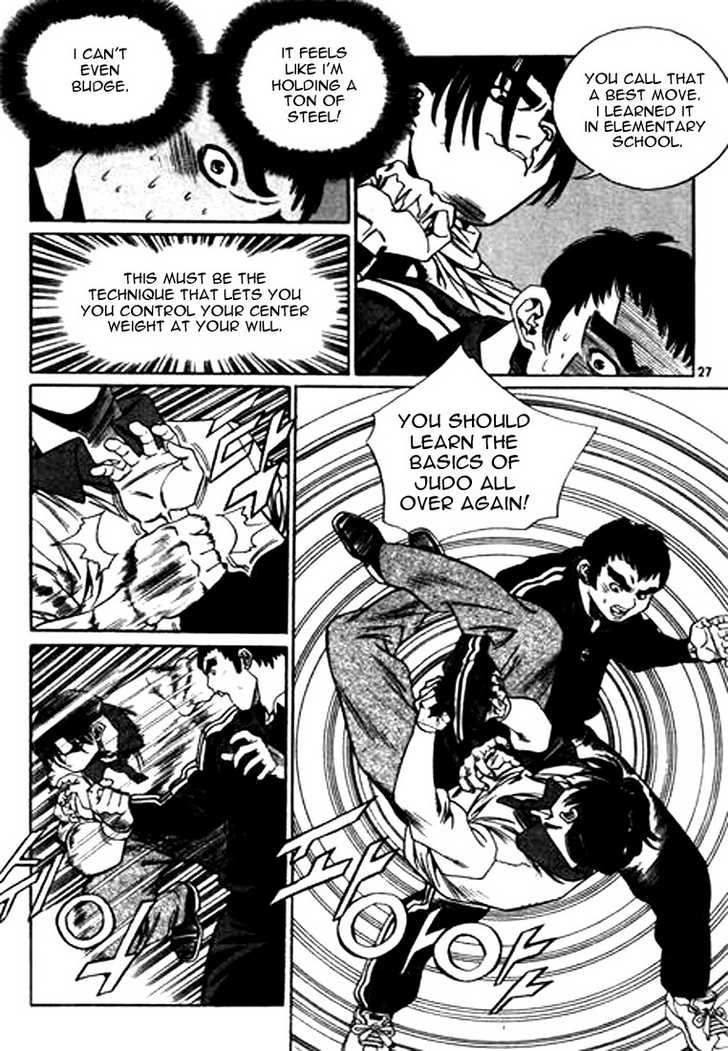 I CAN'T
EVEN
BUDGE.
IT FEELS
LIKE I'M
HOLDING A
TON OF
STEEL!
YOU CALL THAT
A BEST MOVE.
I LEARNED IT
IN ELEMENTARY
SCHOOL.
THIS MUST BE THE
TECHNIQUE THAT LETS YOU
YOU CONTROL YOUR CENTER
WEIGHT AT YOUR WILL.
27
YOU SHOULD
LEARN THE
BASICS OF
JUDO ALL
OVER AGAIN!